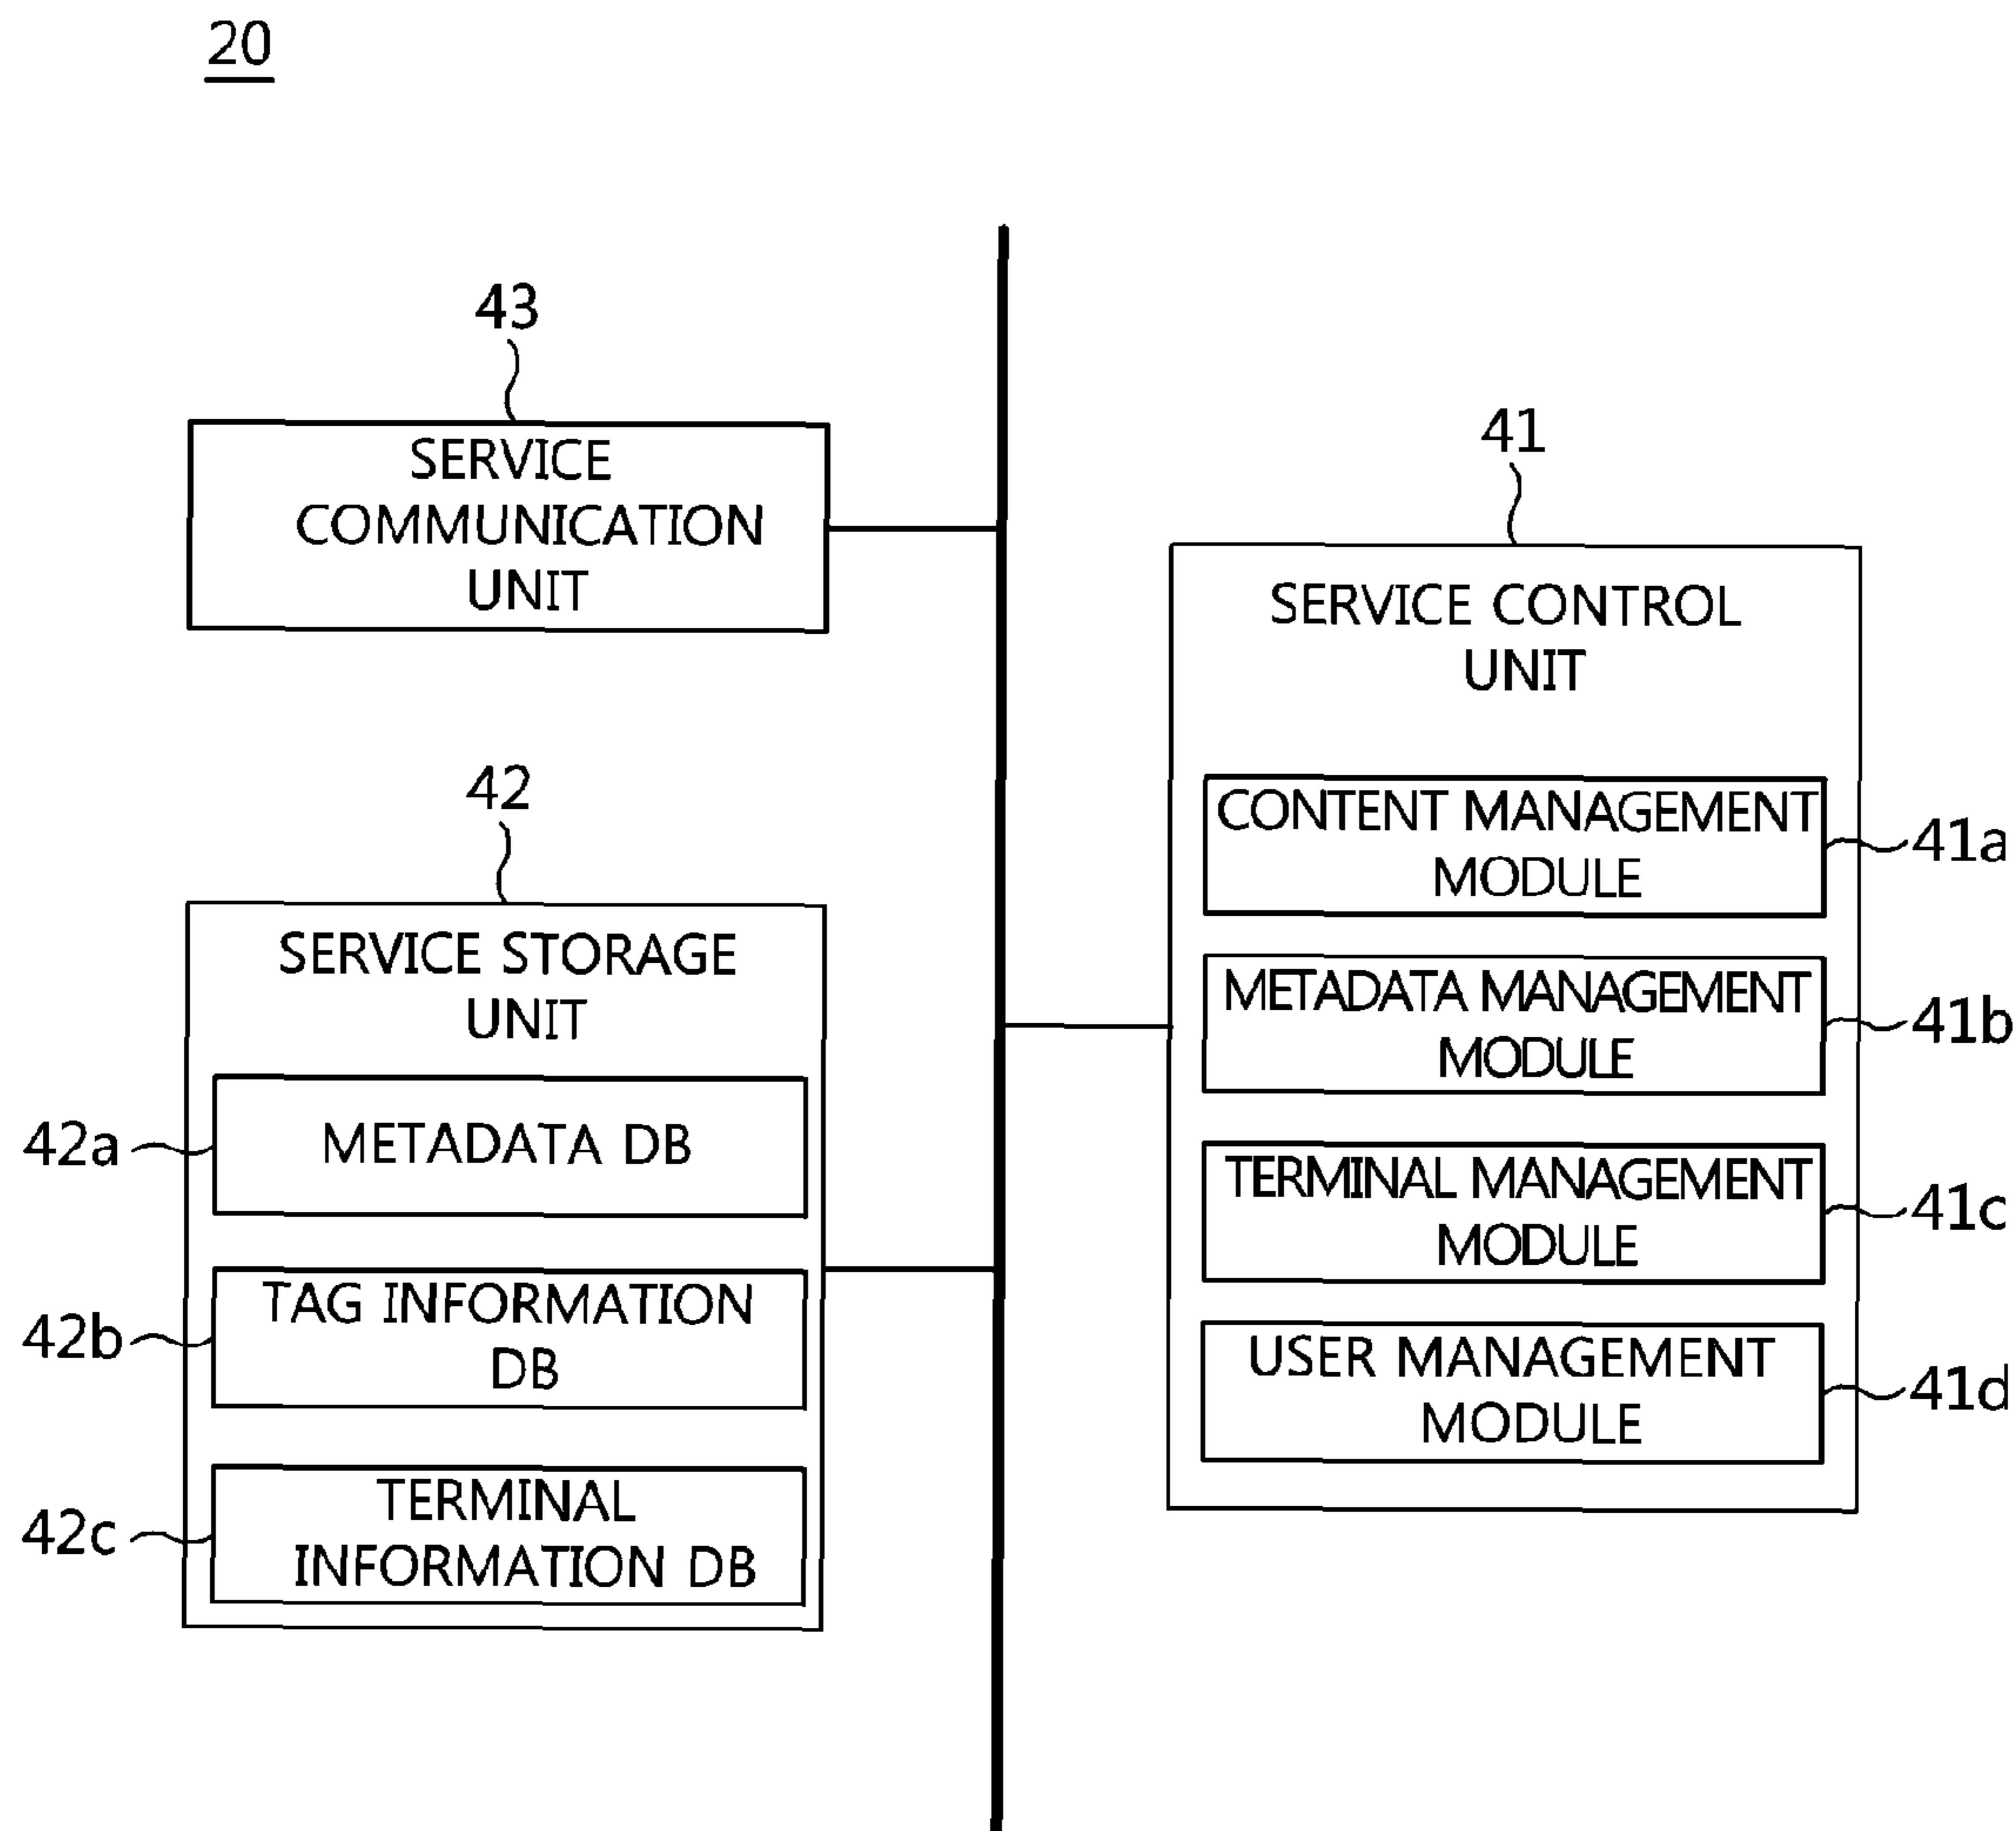 20
43
SERVICE
COMMUNICATION
UNIT
42
SERVICE STORAGE
UNIT
42a
METADATA DB
42b
TAG INFORMATION
DB
42c
TERMINAL
INFORMATION DB
41
SERVICE CONTROL
UNIT
CONTENT MANAGEMENT
MODULE
41a
METADATA MANAGEMENT
MODULE
41b
TERMINAL MANAGEMENT
MODULE
41c
USER MANAGEMENT
MODULE
41d